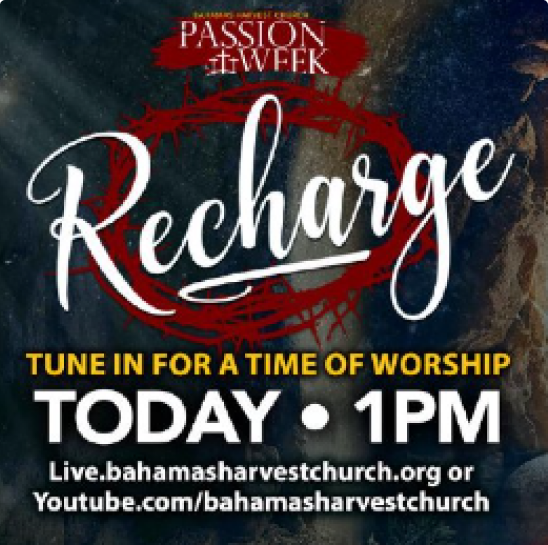 BAHAMAS HARVEST CHURCH
PASSION
WEEK
Recharge
TUNE IN FOR A TIME OF WORSHIP
TODAY • 1PM
Live.bahamasharvestchurch.org or
Youtube.com/bahamasharvestchurch